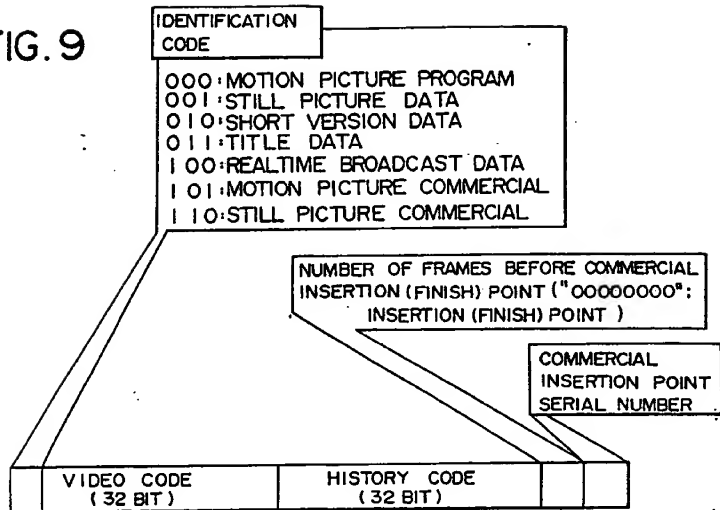 FIG. 9
IDENTIFICATION
CODE
000:MOTION PICTURE PROGRAM
001:STILL PICTURE DATA
010:SHORT VERSION DATA
011:TITLE DATA
100:REALTIME BROADCAST DATA
101:MOTION PICTURE COMMERCIAL
110:STILL PICTURE COMMERCIAL
NUMBER OF FRAMES BEFORE COMMERCIAL
INSERTION (FINISH) POINT ("00000000":
INSERTION (FINISH) POINT )
COMMERCIAL
INSERTION POINT
SERIAL NUMBER
VIDEO CODE
(32 BIT)
HISTORY CODE
(32 BIT)